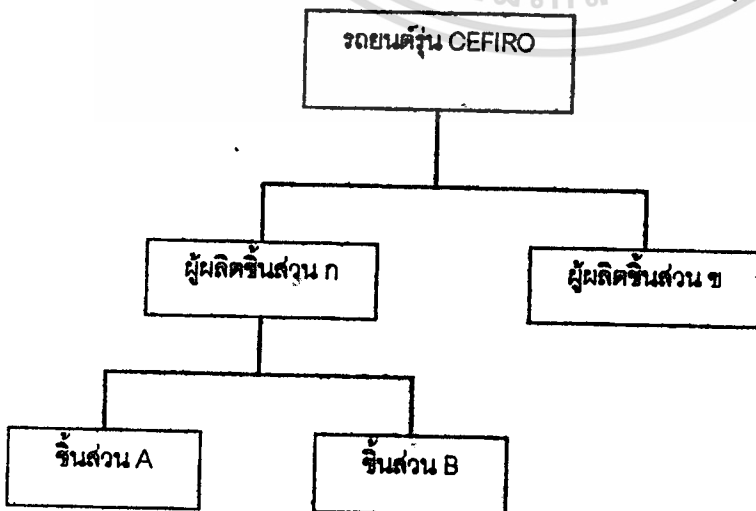 รถยนต์รุ่น CEFIRO
ผู้ผลิตชิ้นส่วน ก
ผู้ผลิตชิ้นส่วน ข
ชิ้นส่วน A
ชิ้นส่วน B